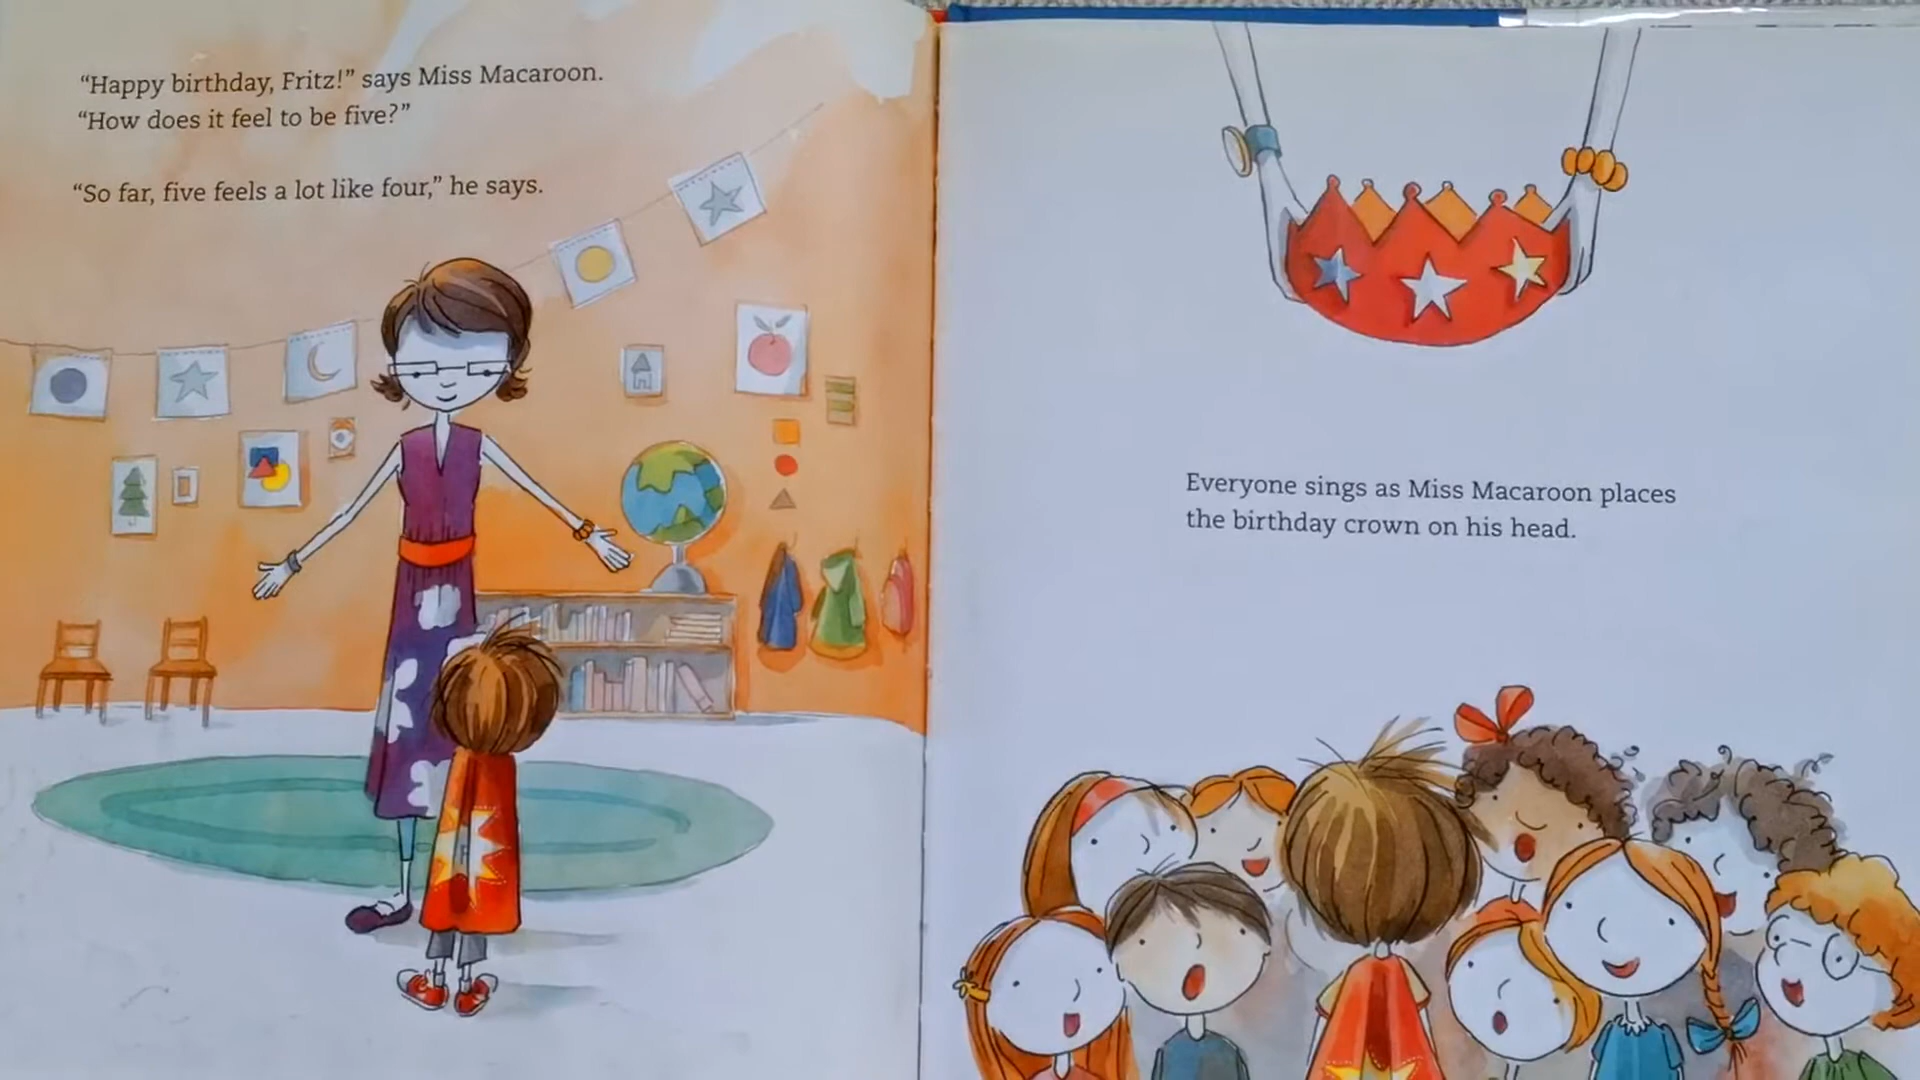 “Happy birthday, Fritz!” says Miss Macaroon.
“How does it feel to be five?”
“So far, five feels a lot like four,” he says.
Everyone sings as Miss Macaroon places
the birthday crown on his head.